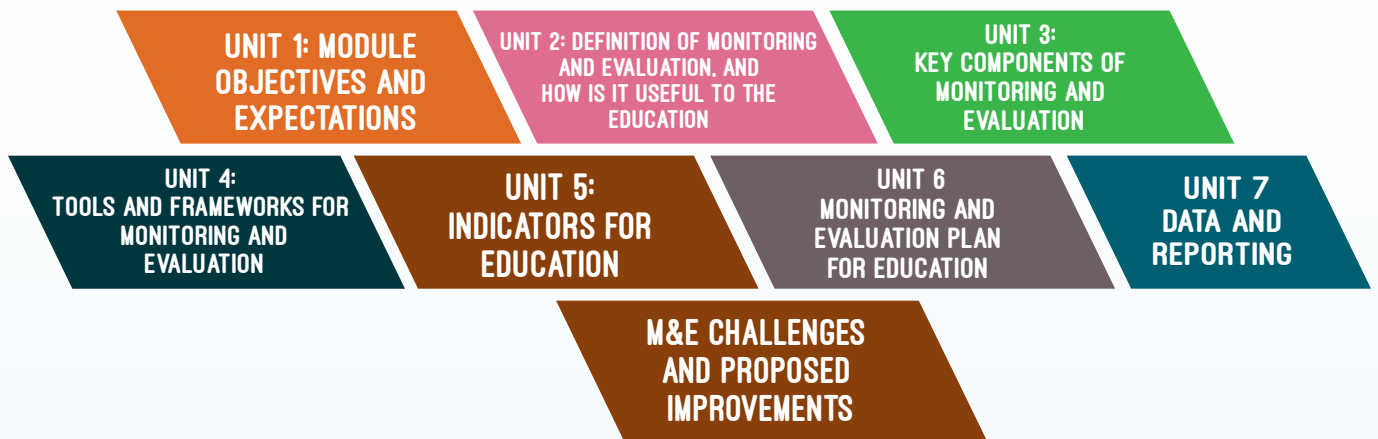 UNIT 1: MODULE
OBJECTIVES AND
EXPECTATIONS
UNIT 2: DEFINITION OF MONITORING
AND EVALUATION, AND
HOW IS IT USEFUL TO THE
EDUCATION
UNIT 3:
KEY COMPONENTS OF
MONITORING AND
EVALUATION
UNIT 4:
TOOLS AND FRAMEWORKS FOR
MONITORING AND
EVALUATION
UNIT 5:
INDICATORS FOR
EDUCATION
UNIT 6
MONITORING AND
EVALUATION PLAN
FOR EDUCATION
UNIT 7
DATA AND
REPORTING
M&E CHALLENGES
AND PROPOSED
IMPROVEMENTS